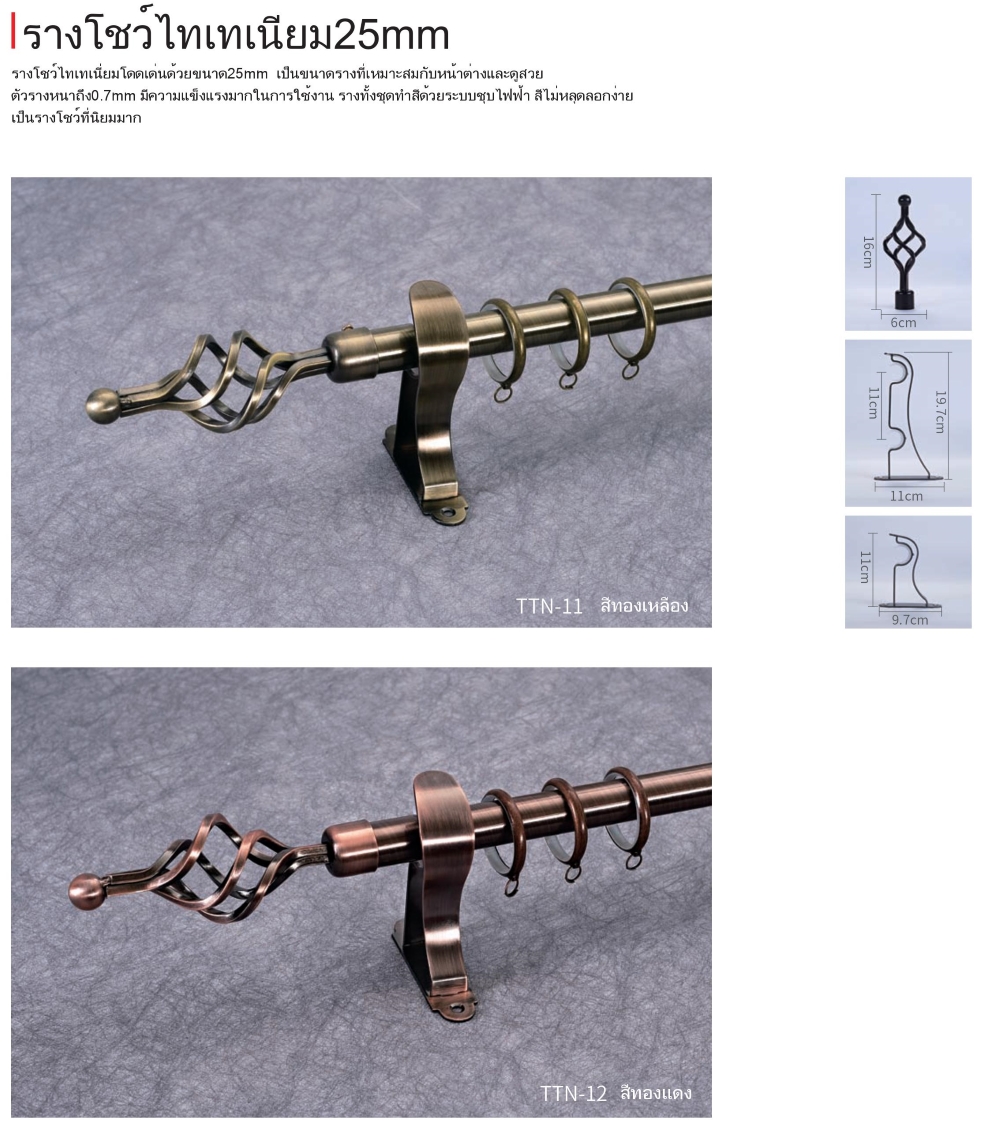 รางโชว์ไทเทเนียม25mm
รางโชว์ไทเทเนี่ยมโดดเด่นด้วยขนาด25mm เป็นขนาดรางที่เหมาะสมกับหน้าต่างและดูสวย
ตัวรางหนาถึง0.7mm มีความแข็งแรงมากในการใช้งาน รางทั้งชุดทำสีด้วยระบบชุบไฟฟ้า สีไม่หลุดลอกง่าย
เป็นรางโชว์ที่นิยมมาก
16cm
6cm
11cm
19.7cm
11cm
11cm
9.7cm
TTN-11 สีทองเหลือง
TTN-12 สีทองแดง